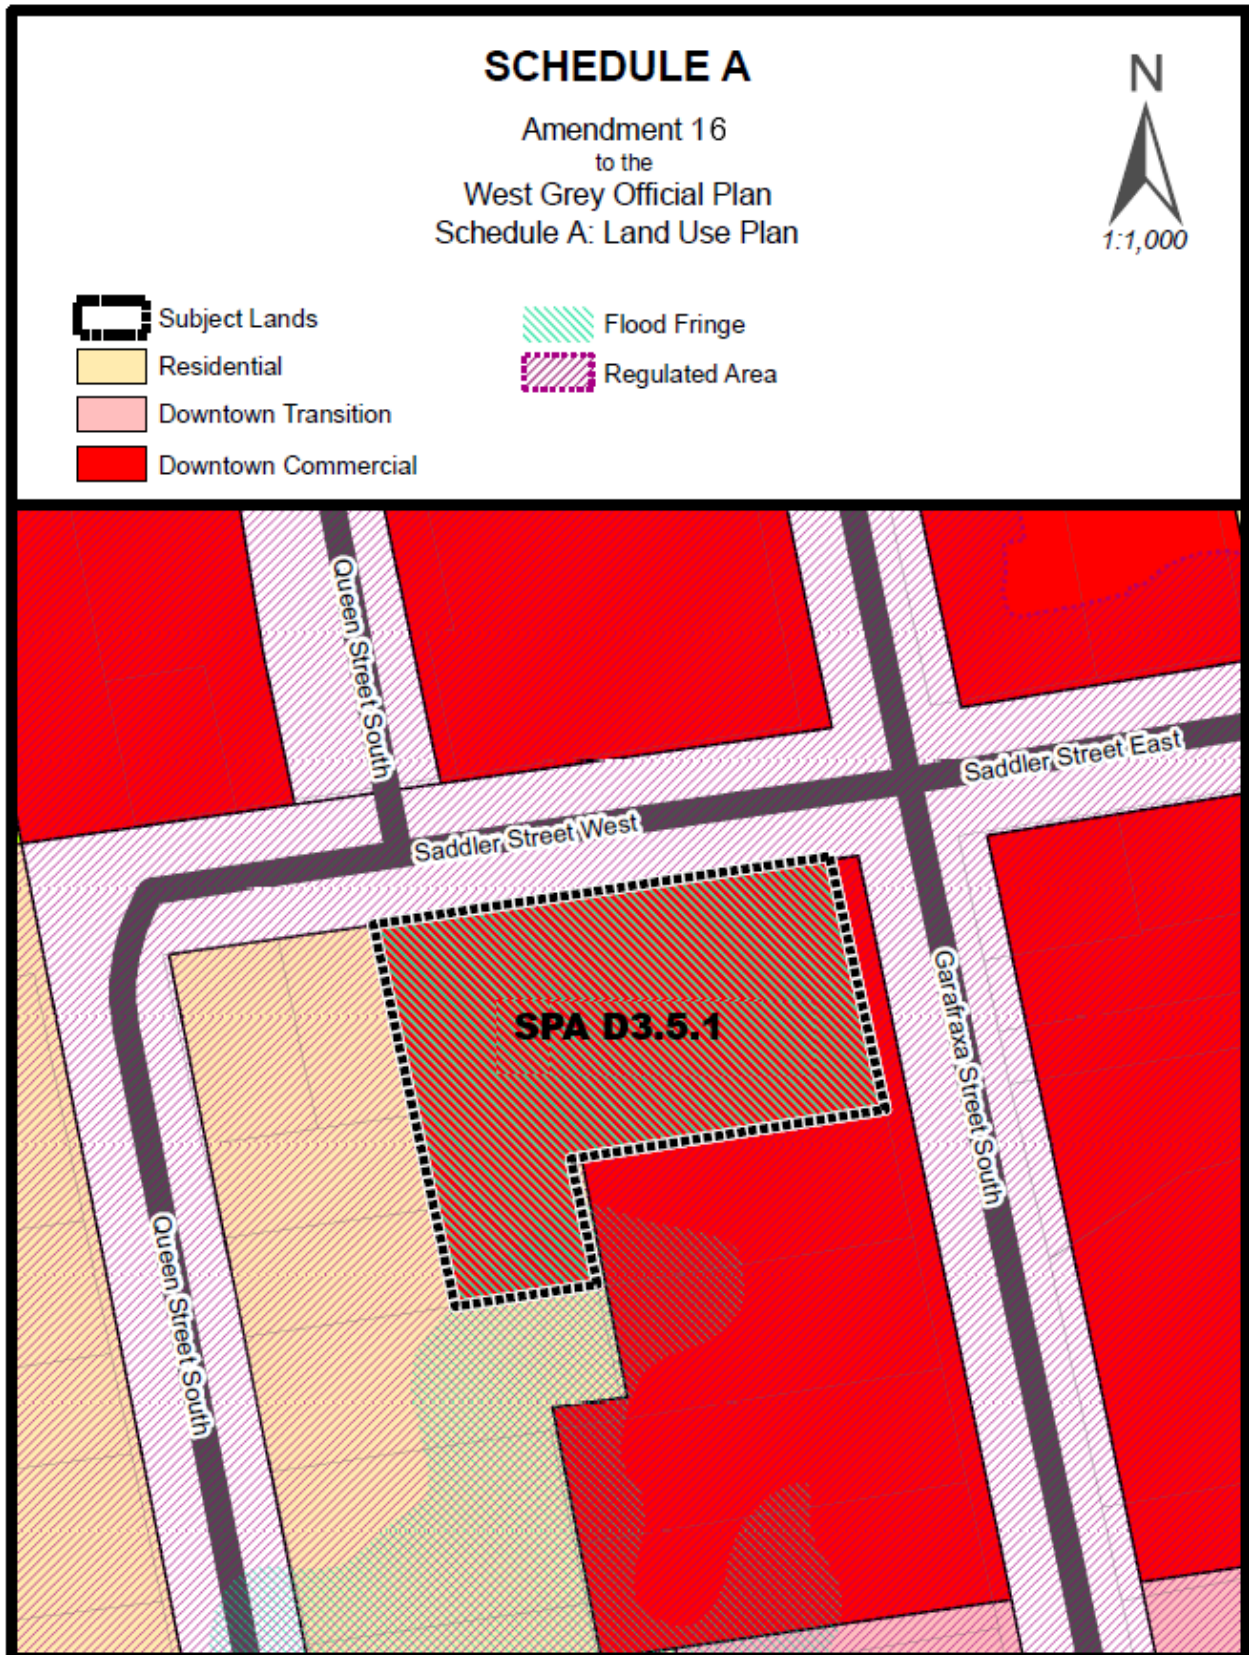 SCHEDULE A
Amendment 16
to the
West Grey Official Plan
Schedule A: Land Use Plan
N
1:1,000
Subject Lands
Residential
Downtown Transition
Downtown Commercial
Flood Fringe
Regulated Area
Queen Street South
Saddler Street East
Saddler Street West
SPA D3.5.1
Garafraxa Street South
Queen Street South